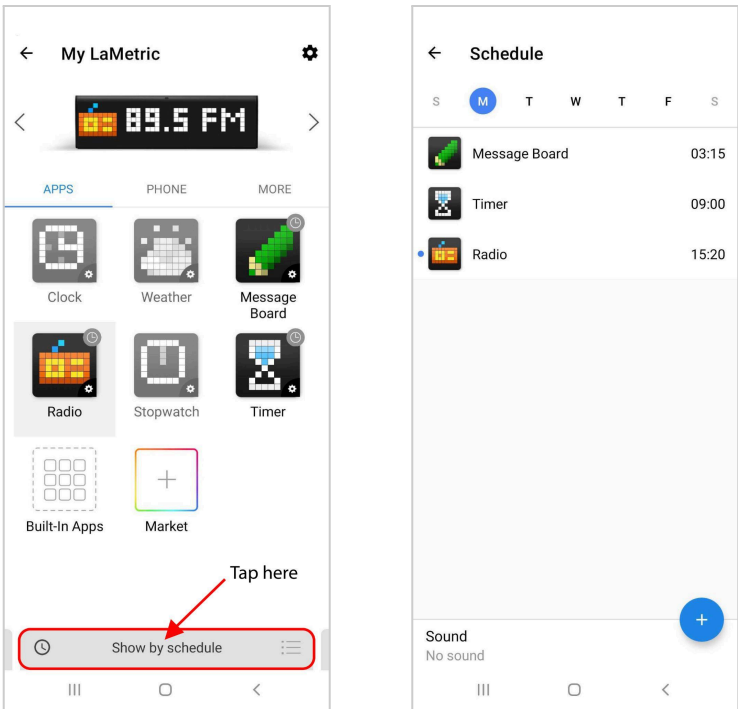 My LaMetric
89.5 FM
APPS PHONE MORE
Clock Weather Message
Board
Radio Stopwatch Timer
Built-In Apps Market
Tap here
Show by schedule
Schedule
S M T W T F S
Message Board 03:15
Timer 09:00
Radio 15:20
Sound
No sound